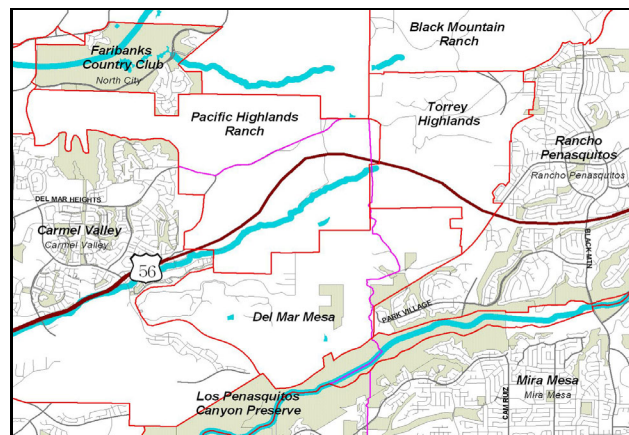 Faribanks
Country Club
North City
Black Mountain
Ranch
Pacific Highlands
Ranch
Torrey
Highlands
Rancho
Penasquitos
Rancho Penasquitos
DEL MAR HEIGHTS
Carmel Valley
Carmel Valley
56
BLACK MTN
Del Mar Mesa
PARK VILLAGE
Los Penasquitos
Canyon Preserve
CAM RUIZ
Mira Mesa
Mira Mesa